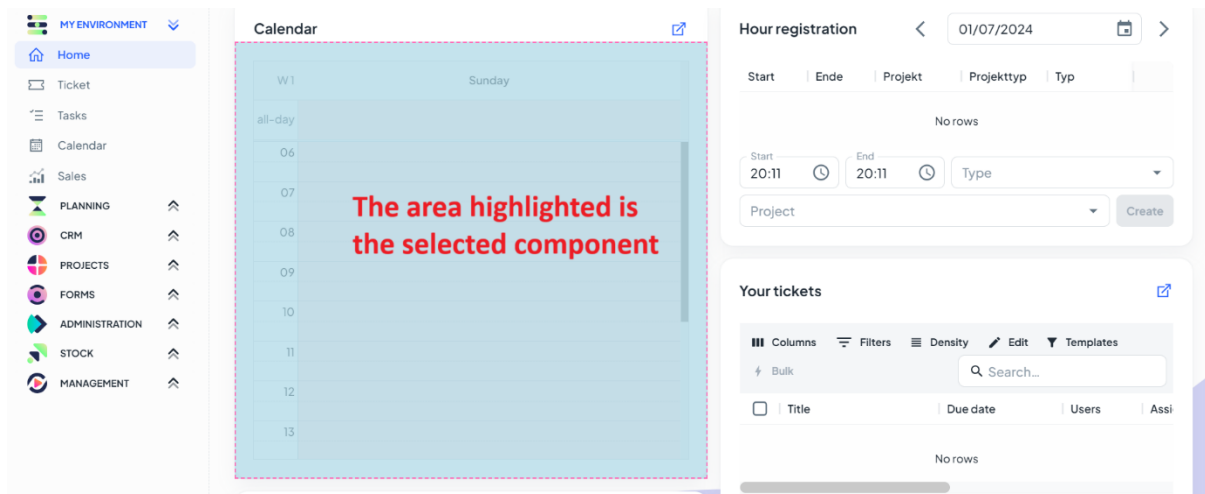 MY ENVIRONMENT
Home
Ticket
Tasks
Calendar
Sales
PLANNING
CRM
PROJECTS
FORMS
ADMINISTRATION
STOCK
MANAGEMENT
Calendar
W 1 Sunday
all-day
06
07
08
09
10
11
12
13
The area highlighted is
the selected component
Hour registration 01/07/2024
Start Ende Projekt Projekttyp Typ
No rows
Start End
20:11 20:11 Type
Project Create
Your tickets
Columns Filters Density Edit Templates
Bulk Search...
Title Due date Users Assi
No rows